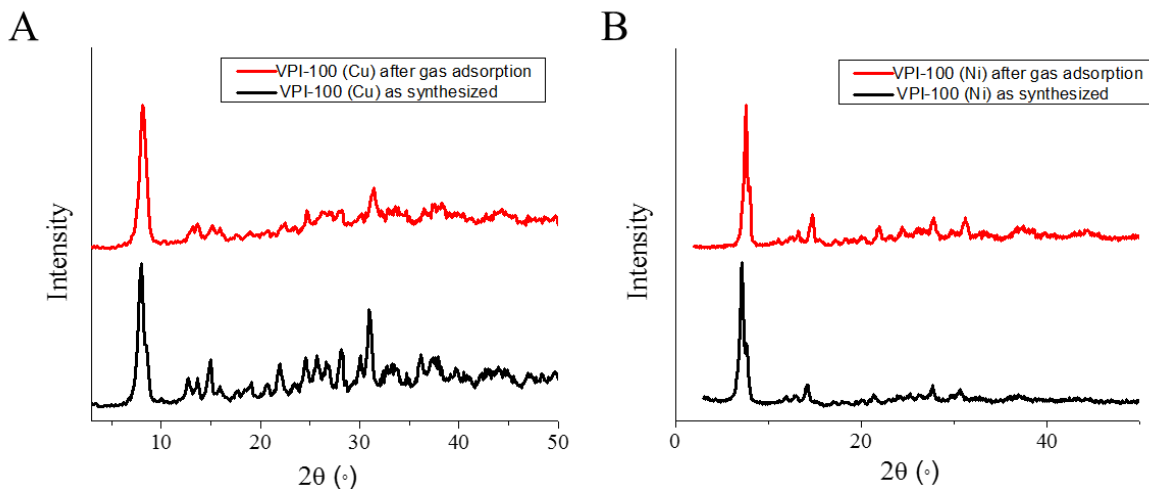 A
VPI-100 (Cu) after gas adsorption
VPI-100 (Cu) as synthesized
Intensity
10
20
30
40
50
2θ (◦)
B
VPI-100 (Ni) after gas adsorption
VPI-100 (Ni) as synthesized
Intensity
0
20
40
2θ (◦)